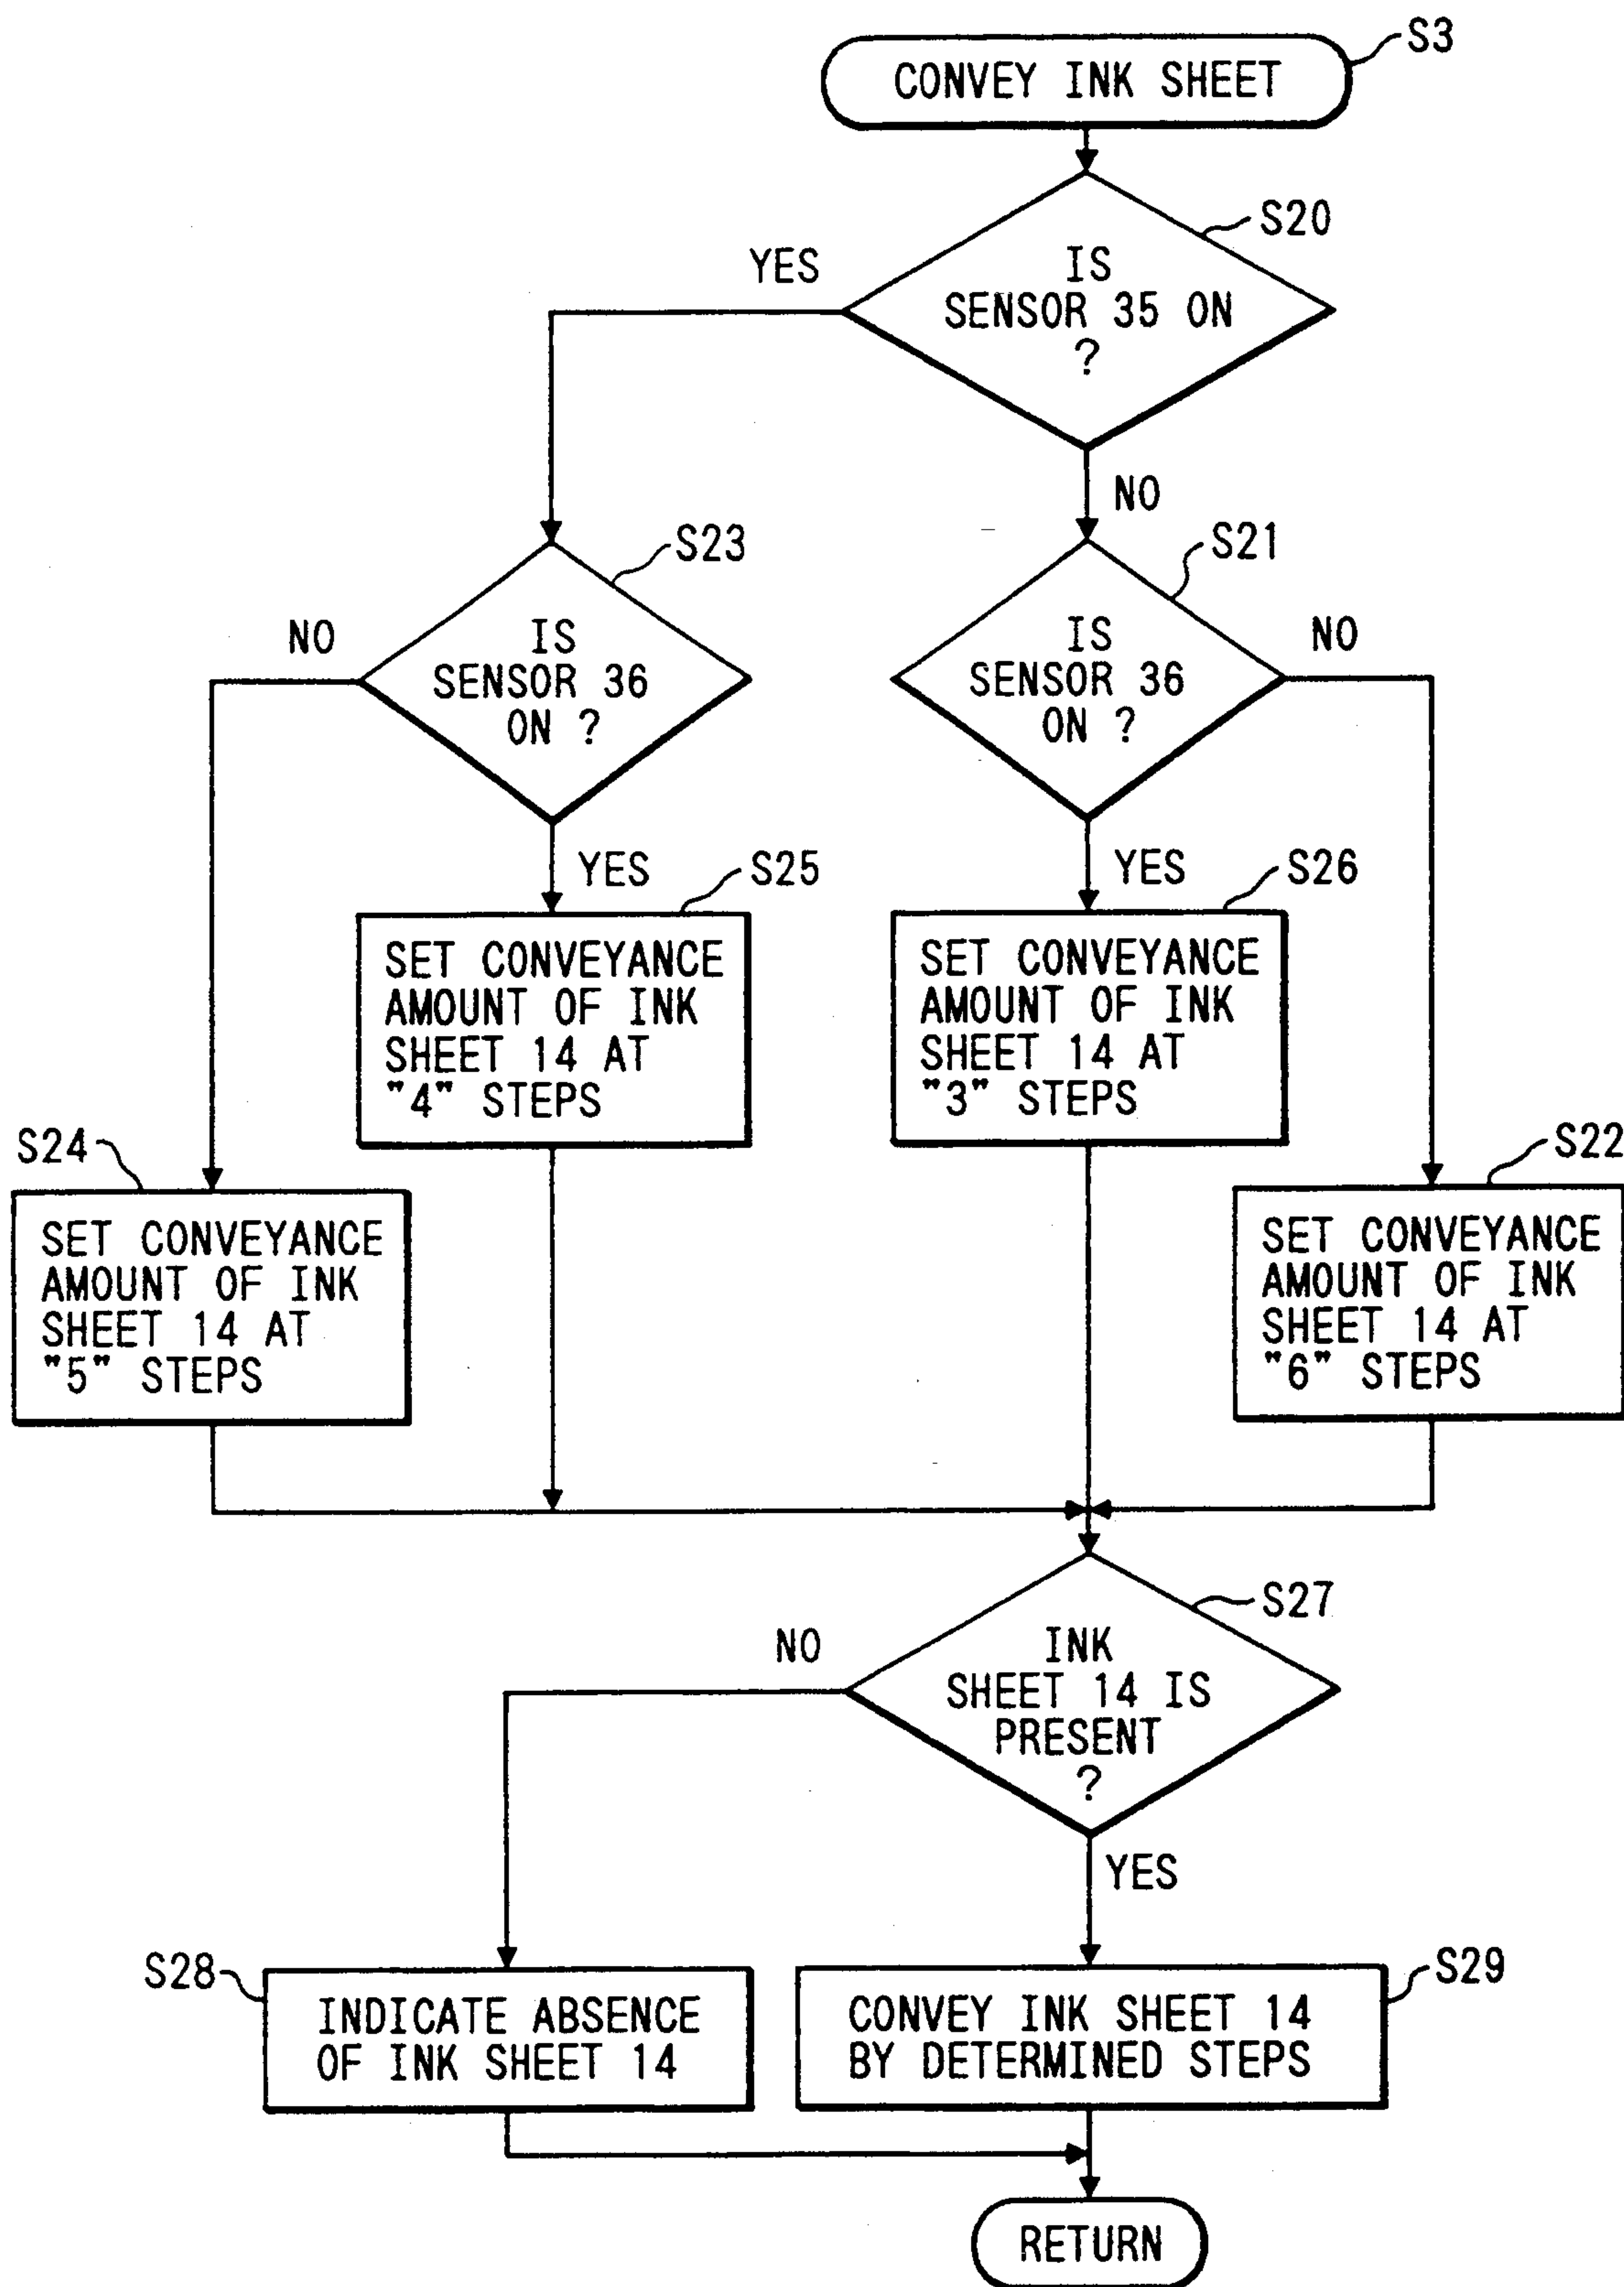 S3
CONVEY INK SHEET
S20
YES
IS
SENSOR 35 ON
?
NO
S23
S21
NO
IS
SENSOR 36
ON ?
IS
SENSOR 36
ON ?
NO
YES
S25
YES
S26
SET CONVEYANCE
AMOUNT OF INK
SHEET 14 AT
"4" STEPS
SET CONVEYANCE
AMOUNT OF INK
SHEET 14 AT
"3" STEPS
S24
S22
SET CONVEYANCE
AMOUNT OF INK
SHEET 14 AT
"5" STEPS
SET CONVEYANCE
AMOUNT OF INK
SHEET 14 AT
"6" STEPS
S27
NO
INK
SHEET 14 IS
PRESENT
?
YES
S28
S29
INDICATE ABSENCE
OF INK SHEET 14
CONVEY INK SHEET 14
BY DETERMINED STEPS
RETURN